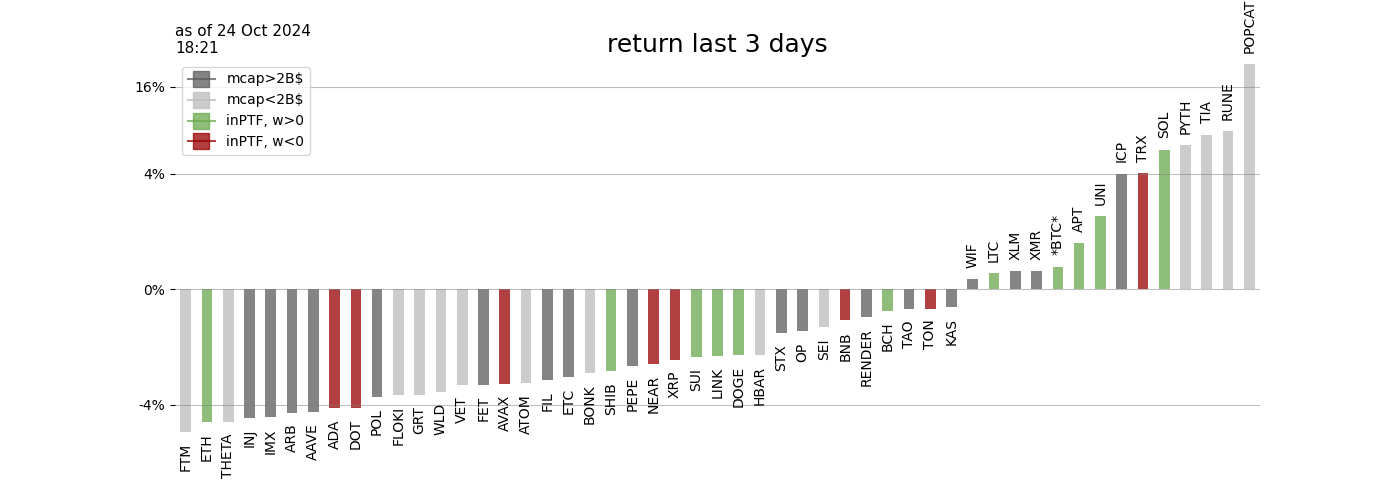 as of 24 Oct 2024
18:21
return last 3 days
mcap>2B$
mcap<2B$
inPTF, w>0
inPTF, w<0
16%
4%
0%
-4%
FTM
ETH
THETA
INJ
IMX
ARB
AAVE
ADA
DOT
POL
FLOKI
GRT
WLD
VET
FET
AVAX
ATOM
FIL
ETC
BONK
SHIB
PEPE
NEAR
XRP
SUI
LINK
DOGE
HBAR
STX
OP
SEI
BNB
RENDER
BCH
TAO
TON
KAS
WIF
LTC
XLM
XMR
*BTC*
APT
UNI
ICP
TRX
SOL
PYTH
TIA
RUNE
POPCAT